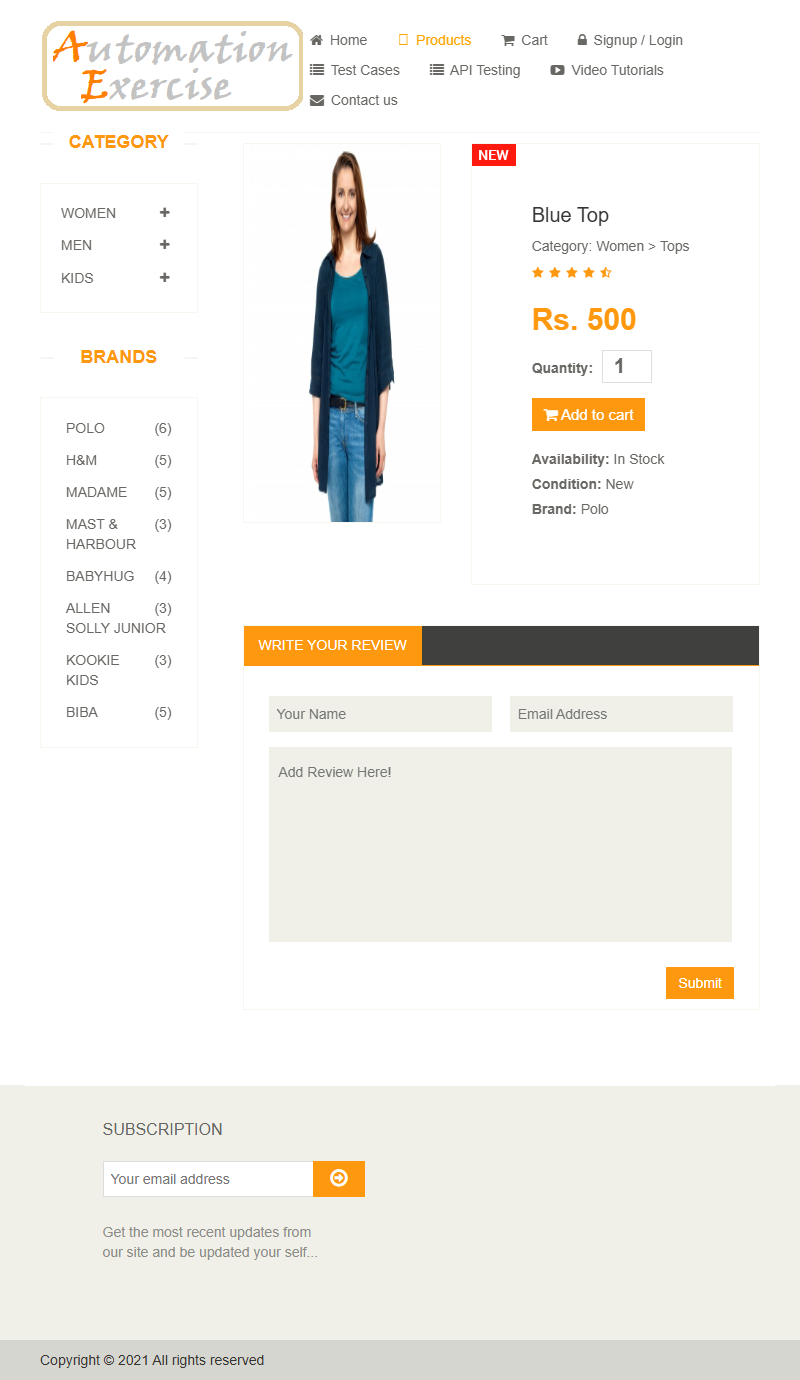 Automation
Exercise
Home
Products
Cart
Signup / Login
Test Cases
API Testing
Video Tutorials
Contact us
CATEGORY
WOMEN
MEN
KIDS
BRANDS
POLO (6)
H&M (5)
MADAME (5)
MAST & (3)
HARBOUR
BABYHUG (4)
ALLEN (3)
SOLLY JUNIOR
KOOKIE (3)
KIDS
BIBA (5)
NEW
Blue Top
Category: Women > Tops
Rs. 500
Quantity: 1
Add to cart
Availability: In Stock
Condition: New
Brand: Polo
WRITE YOUR REVIEW
Your Name
Email Address
Add Review Here!
Submit
SUBSCRIPTION
Your email address
Get the most recent updates from
our site and be updated your self...
Copyright © 2021 All rights reserved